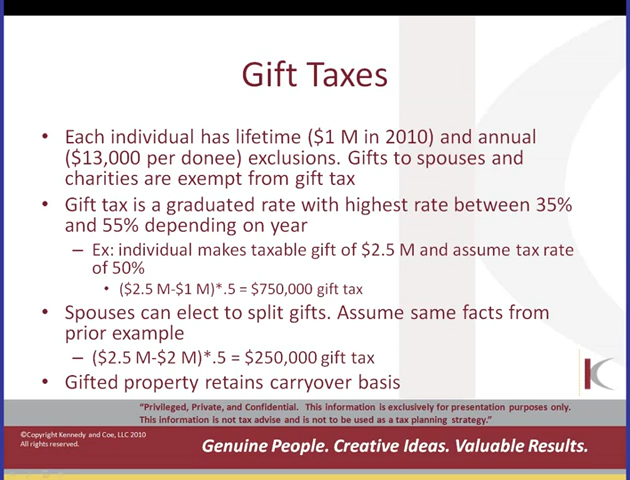 Gift Taxes
• Each individual has lifetime ($1 M in 2010) and annual
($13,000 per donee) exclusions. Gifts to spouses and
charities are exempt from gift tax
• Gift tax is a graduated rate with highest rate between 35%
and 55% depending on year
– Ex: individual makes taxable gift of $2.5 M and assume tax rate
of 50%
• ($2.5 M-$1 M)*.5 = $750,000 gift tax
• Spouses can elect to split gifts. Assume same facts from
prior example
– ($2.5 M-$2 M)*.5 = $250,000 gift tax
• Gifted property retains carryover basis
"Privileged, Private, and Confidential. This information is exclusively for presentation purposes only.
This information is not tax advise and is not to be used as a tax planning strategy."
©Copyright Kennedy and Coe, LLC 2010
All rights reserved.
Genuine People. Creative Ideas. Valuable Results.